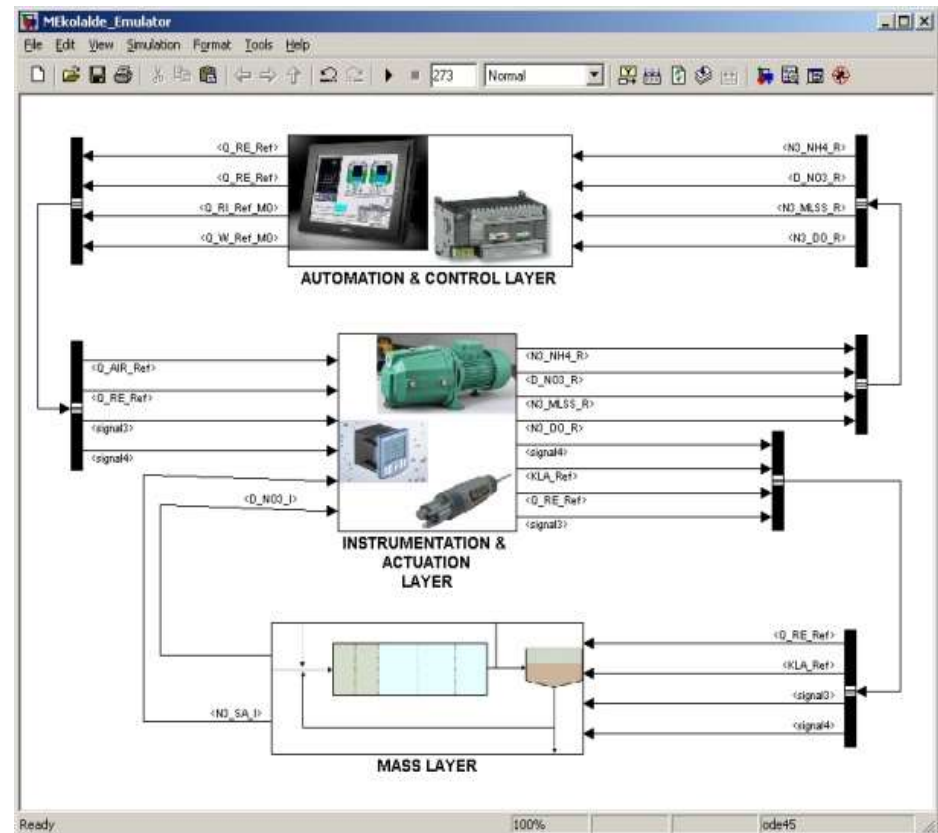 MEkolalde_Emulator
File Edit View Simulation Format Tools Help
273 Normal
<Q_RE_Ref>
<Q_RE_Ref>
<Q_RI_Ref_MO>
<Q_W_Ref_MO>
<N3_NH4_R>
<D_NO3_R>
<N3_MLSS_R>
<N3_DO_R>
AUTOMATION & CONTROL LAYER
<Q_AIR_Ref>
<Q_RE_Ref>
<signal3>
<signal4>
<D_NO3_I>
<N3_NH4_R>
<D_NO3_R>
<N3_MLSS_R>
<N3_DO_R>
<signal4>
<KLA_Ref>
<Q_RE_Ref>
<signal3>
INSTRUMENTATION &
ACTUATION
LAYER
<N3_SA_I>
<Q_RE_Ref>
<KLA_Ref>
<signal3>
<signal4>
MASS LAYER
Ready 100% ode45